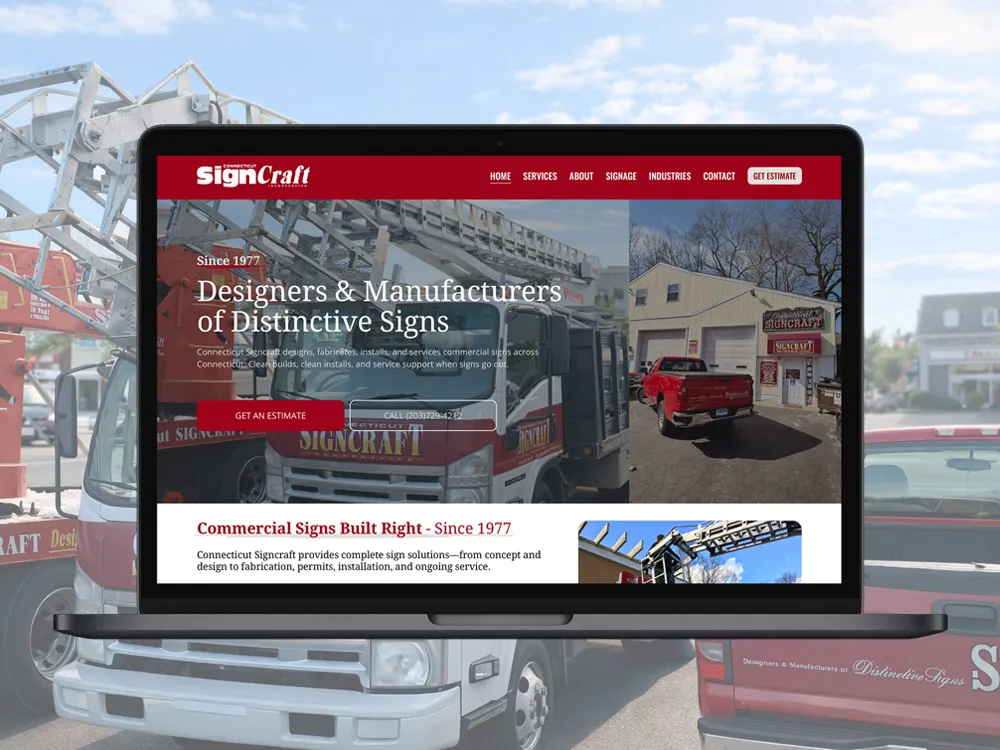 CONNECTICUT
SignCraft
INCORPORATED
HOME SERVICES ABOUT SIGNAGE INDUSTRIES CONTACT GET ESTIMATE
Since 1977
Designers & Manufacturers
of Distinctive Signs
Connecticut Signcraft designs, fabricates, installs, and services commercial signs across
Connecticut. Clean builds, clean installs, and service support when signs go out.
GET AN ESTIMATE
CALL (203)729-4212
SIGNCRAFT
SIGNCRAFT
SIGNCRAFT
Connecticut
SIGNCRAFT
SIGNCRAFT
Commercial Signs Built Right - Since 1977
Connecticut Signcraft provides complete sign solutions—from concept and
design to fabrication, permits, installation, and ongoing service.
RAFT
Designers & Manufacturers of Distinctive Signs
S